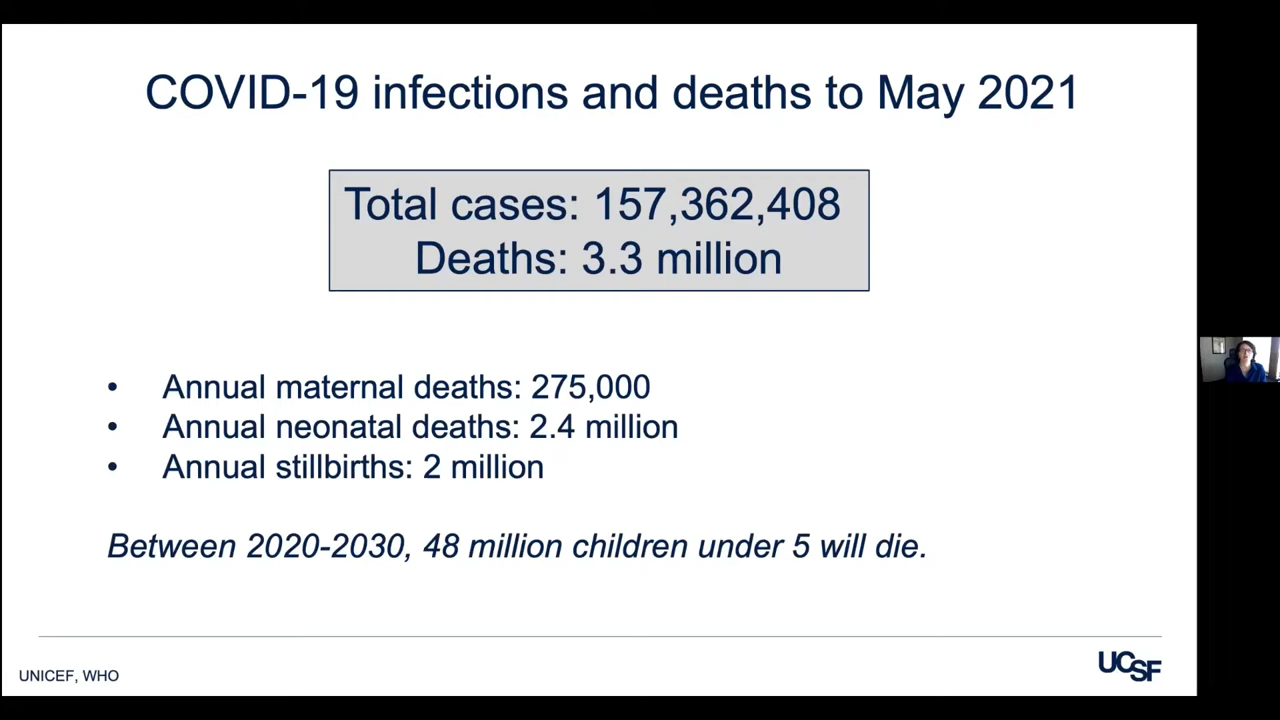 COVID-19 infections and deaths to May 2021
Total cases: 157,362,408
Deaths: 3.3 million
• Annual maternal deaths: 275,000
• Annual neonatal deaths: 2.4 million
• Annual stillbirths: 2 million
Between 2020-2030, 48 million children under 5 will die.
UNICEF, WHO
UCSF